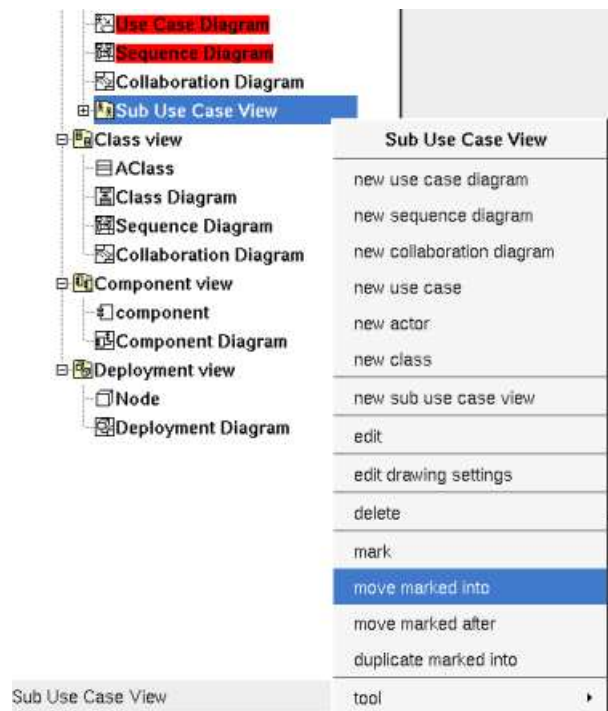 Use Case Diagram
Sequence Diagram
Collaboration Diagram
Sub Use Case View
Class view
AClass
Class Diagram
Sequence Diagram
Collaboration Diagram
Component view
component
Component Diagram
Deployment view
Node
Deployment Diagram
Sub Use Case View
new use case diagram
new sequence diagram
new collaboration diagram
new use case
new actor
new class
new sub use case view
edit
edit drawing settings
delete
mark
move marked into
move marked after
duplicate marked into
tool
Sub Use Case View